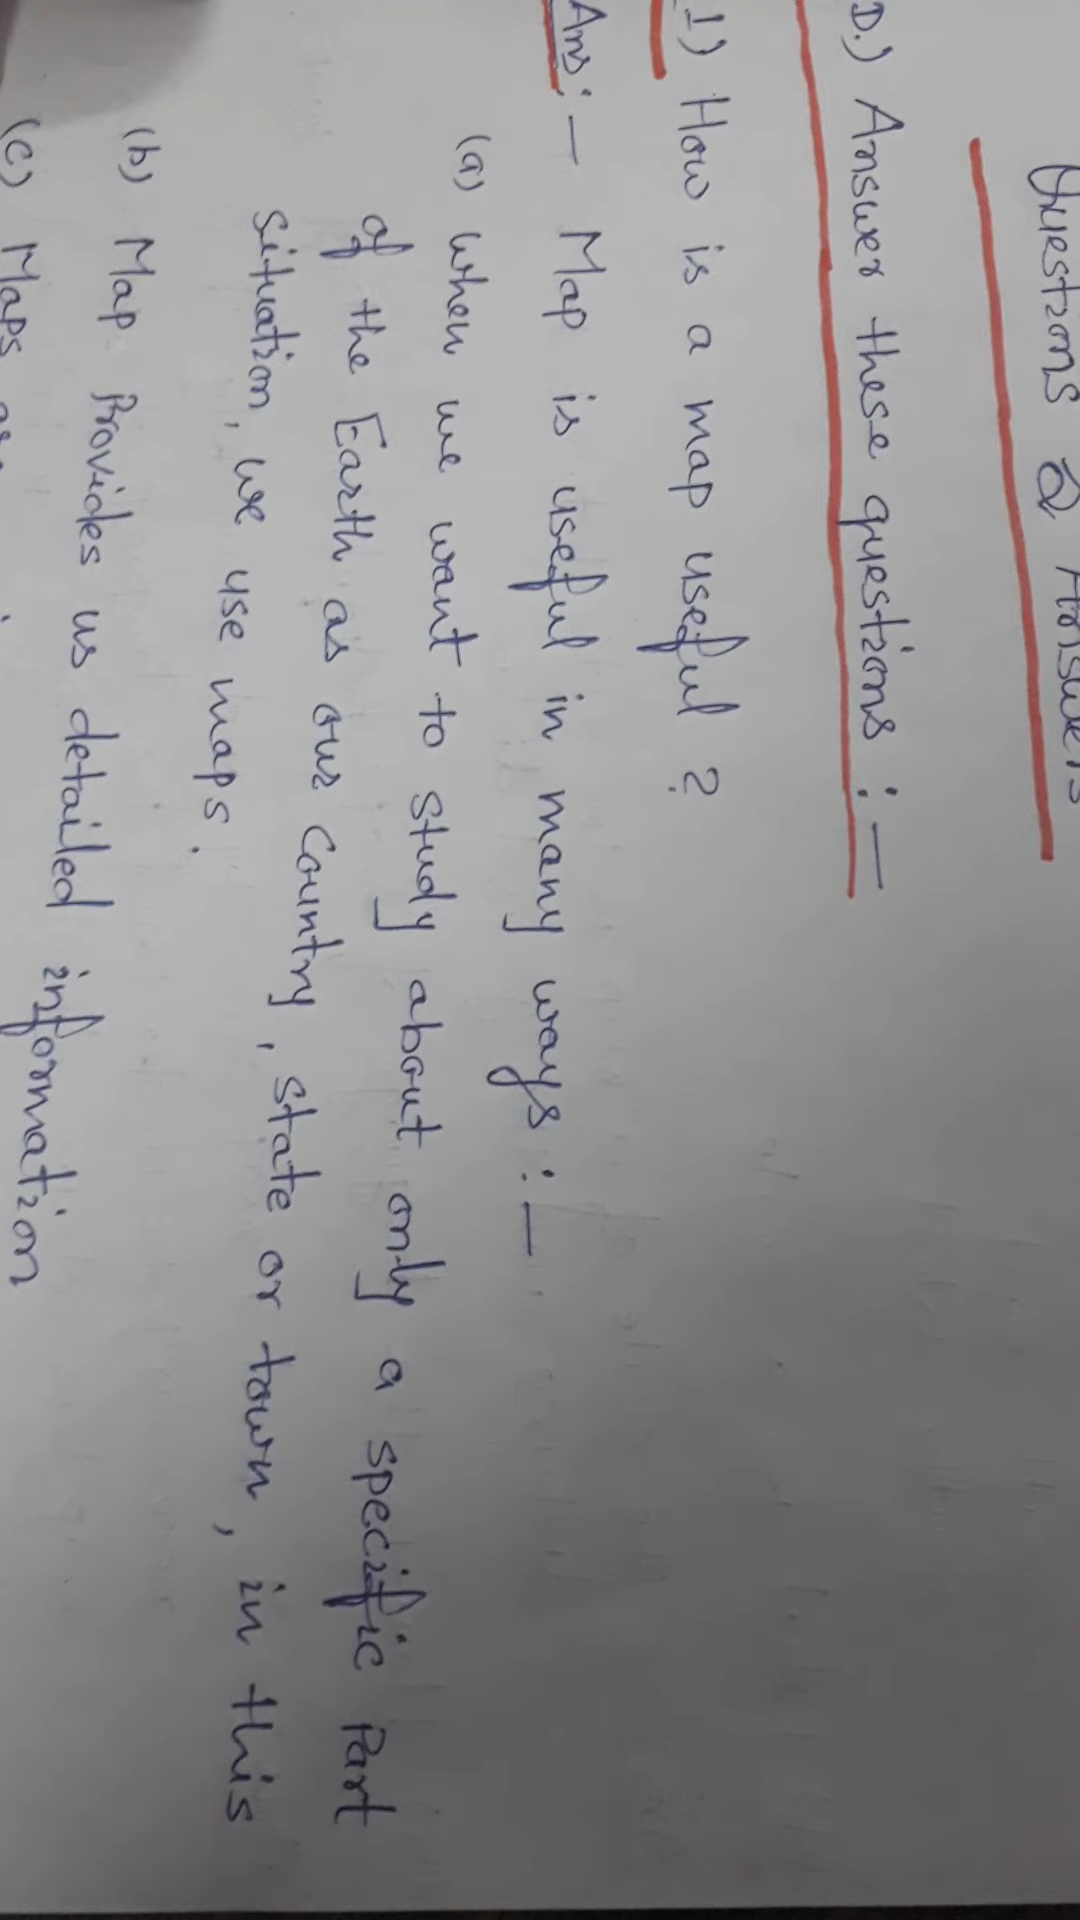 Questions & Answers
D.) Answer these questions :—
1) How is a map useful ?
Ans :— Map is useful in many ways :—
(a) when we want to study about only a specific Part
of the Earth as our Country, state or town, in this
situation, we use maps.
(b) Map Provides us detailed information
(c) Maps